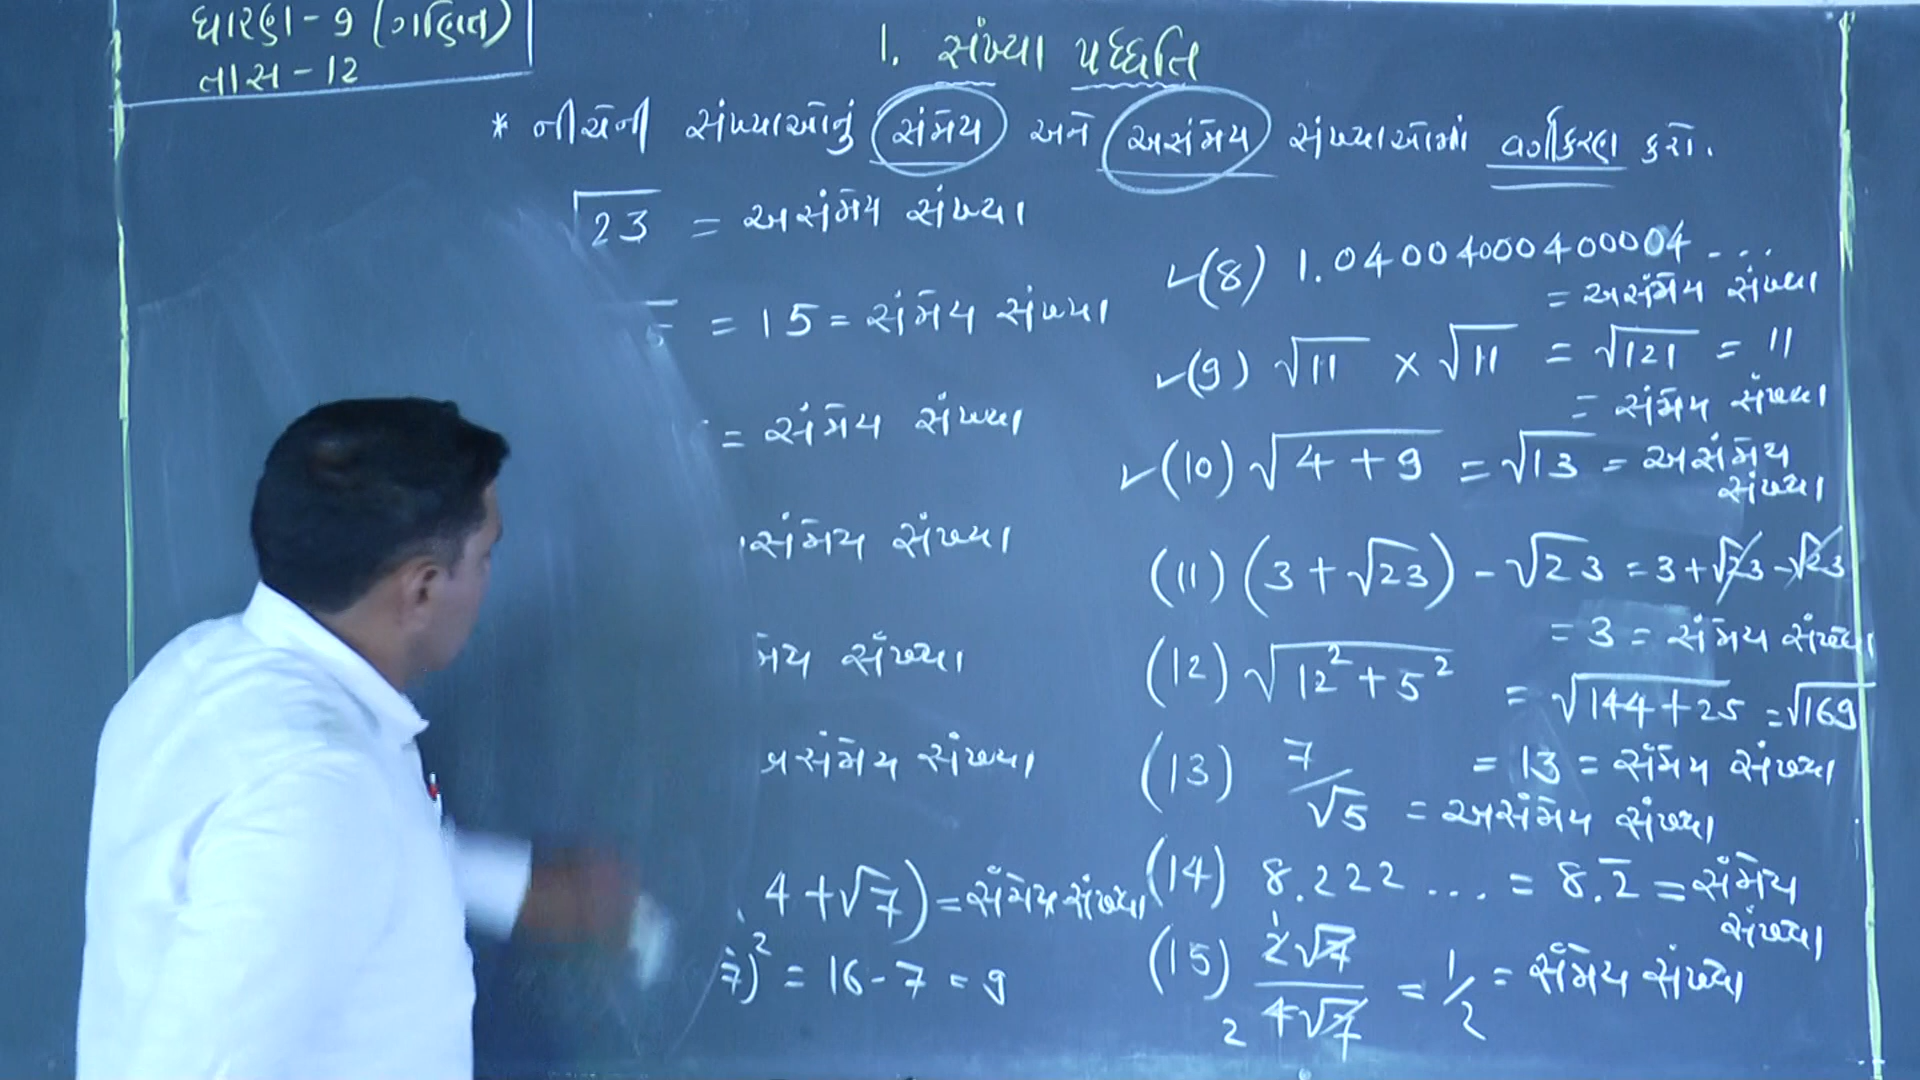 ધોરણ - 9 (ગણિત)
તાસ - 12
1. સંખ્યા પધ્ધતિ
* નીચેની સંખ્યાઓનું સંમેય અને અસંમેય સંખ્યાઓમાં વર્ગીકરણ કરો.
√23 = અસંમેય સંખ્યા
= 15 = સંમેય સંખ્યા
= સંમેય સંખ્યા
સંમેય સંખ્યા
મેય સંખ્યા
સંમેય સંખ્યા
4 + √7) = સંમેય સંખ્યા
7)² = 16 - 7 = 9
✓(8) 1.04004000400004 ...
= અસંમેય સંખ્યા
✓(9) √11 × √11 = √121 = 11
= સંમેય સંખ્યા
✓(10) √4 + 9 = √13 = અસંમેય
સંખ્યા
(11) (3 + √23) - √23 = 3 + √23 - √23
= 3 = સંમેય સંખ્યા
(12) √12² + 5² = √144 + 25 = √169
= 13 = સંમેય સંખ્યા
(13) 7/√5 = અસંમેય સંખ્યા
(14) 8.222 ... = 8.2̅ = સંમેય
સંખ્યા
(15) 2√7 / 4√7 = 1/2 = સંમેય સંખ્યા